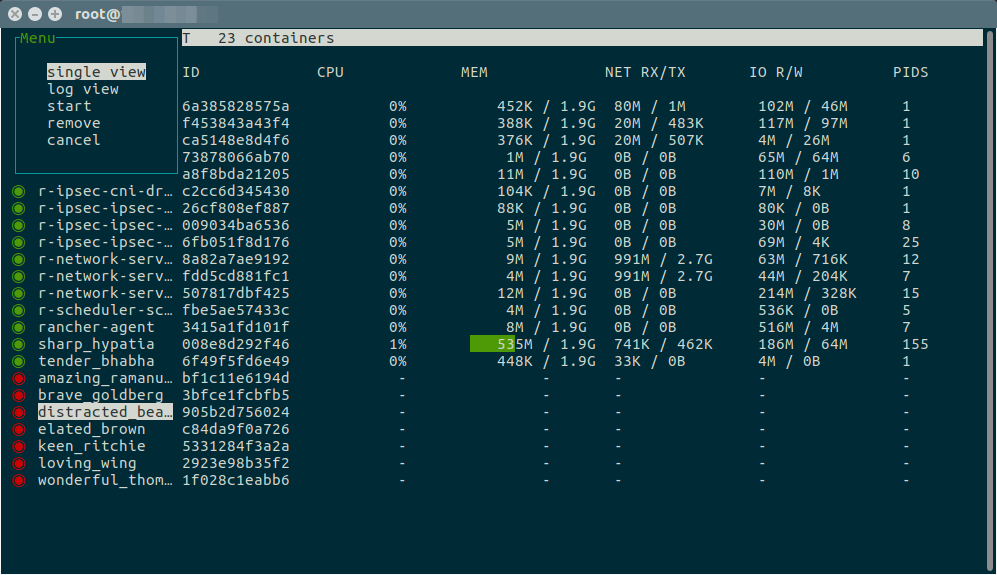 root@
Menu T 23 containers
single view ID CPU MEM NET RX/TX IO R/W PIDS
log view
start 6a385828575a 0% 452K / 1.9G 80M / 1M 102M / 46M 1
remove f453843a43f4 0% 388K / 1.9G 20M / 483K 117M / 97M 1
cancel ca5148e8d4f6 0% 376K / 1.9G 20M / 507K 4M / 26M 1
73878066ab70 0% 1M / 1.9G 0B / 0B 65M / 64M 6
a8f8bda21205 0% 11M / 1.9G 0B / 0B 110M / 1M 10
r-ipsec-cni-dr… c2cc6d345430 0% 104K / 1.9G 0B / 0B 7M / 8K 1
r-ipsec-ipsec-… 26cf808ef887 0% 88K / 1.9G 0B / 0B 80K / 0B 1
r-ipsec-ipsec-… 009034ba6536 0% 5M / 1.9G 0B / 0B 30M / 0B 8
r-ipsec-ipsec-… 6fb051f8d176 0% 5M / 1.9G 0B / 0B 69M / 4K 25
r-network-serv… 8a82a7ae9192 0% 9M / 1.9G 991M / 2.7G 63M / 716K 12
r-network-serv… fdd5cd881fc1 0% 4M / 1.9G 991M / 2.7G 44M / 204K 7
r-network-serv… 507817dbf425 0% 12M / 1.9G 0B / 0B 214M / 328K 15
r-scheduler-sc… fbe5ae57433c 0% 4M / 1.9G 0B / 0B 536K / 0B 5
rancher-agent 3415a1fd101f 0% 8M / 1.9G 0B / 0B 516M / 4M 7
sharp_hypatia 008e8d292f46 1% 535M / 1.9G 741K / 462K 186M / 64M 155
tender_bhabha 6f49f5fd6e49 0% 448K / 1.9G 33K / 0B 4M / 0B 1
amazing_ramanu… bf1c11e6194d - - - - -
brave_goldberg 3bfce1fcbfb5 - - - - -
distracted_bea… 905b2d756024 - - - - -
elated_brown c84da9f0a726 - - - - -
keen_ritchie 5331284f3a2a - - - - -
loving_wing 2923e98b35f2 - - - - -
wonderful_thom… 1f028c1eabb6 - - - - -